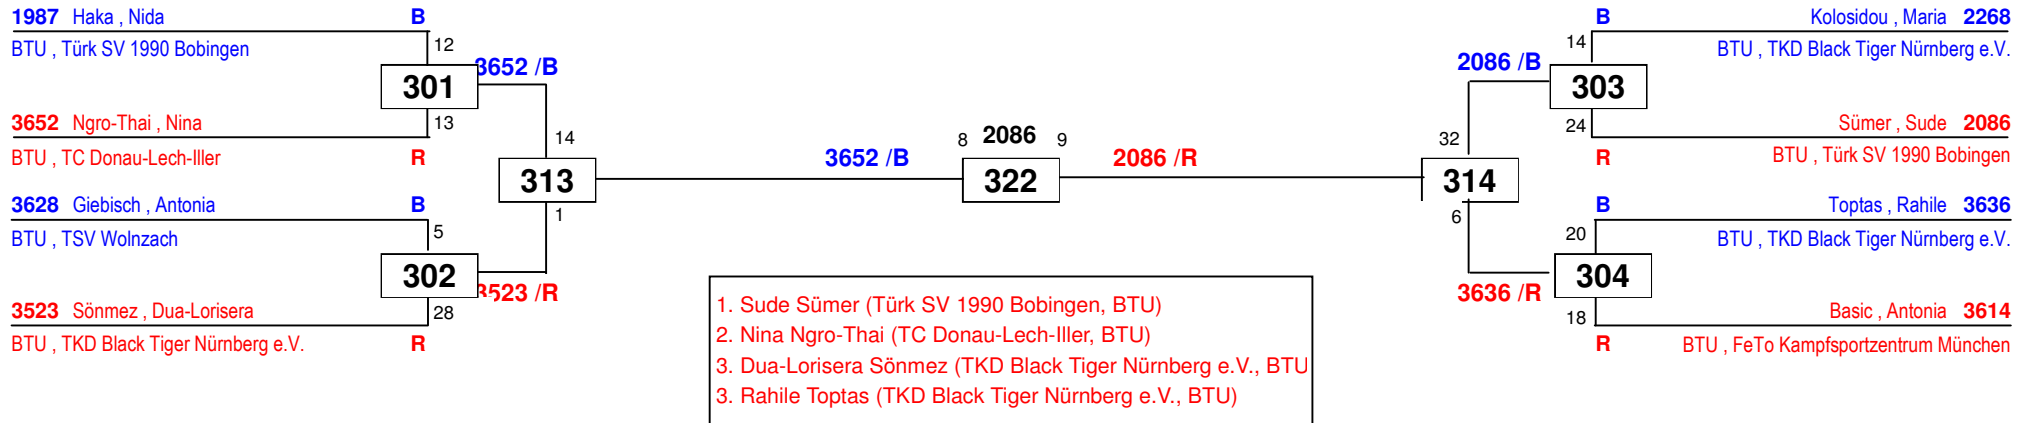 1987 Haka , Nida B
BTU , Türk SV 1990 Bobingen
12
301
3652 /B
13
3652 Ngro-Thai , Nina
BTU , TC Donau-Lech-Iller R
14
313
1
3628 Giebisch , Antonia B
BTU , TSV Wolnzach
5
302
3523 /R
28
3523 Sönmez , Dua-Lorisera
BTU , TKD Black Tiger Nürnberg e.V. R
3652 /B
8 2086 9
322
2086 /R
B Kolosidou , Maria 2268
14
BTU , TKD Black Tiger Nürnberg e.V.
2086 /B
303
24
Sümer , Sude 2086
R BTU , Türk SV 1990 Bobingen
32
314
6
B Toptas , Rahile 3636
20
BTU , TKD Black Tiger Nürnberg e.V.
304
3636 /R
18
Basic , Antonia 3614
R BTU , FeTo Kampfsportzentrum München
1. Sude Sümer (Türk SV 1990 Bobingen, BTU)
2. Nina Ngro-Thai (TC Donau-Lech-Iller, BTU)
3. Dua-Lorisera Sönmez (TKD Black Tiger Nürnberg e.V., BTU
3. Rahile Toptas (TKD Black Tiger Nürnberg e.V., BTU)